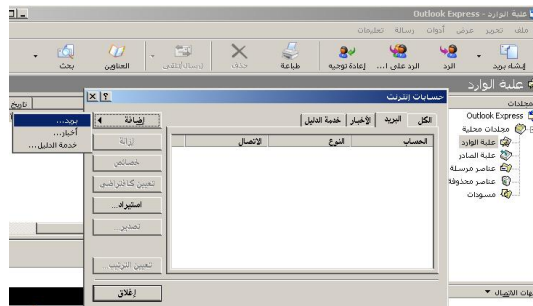 علبة الوارد - Outlook Express
ملف تحرير عرض أدوات رسالة تعليمات
إنشاء بريد الرد الرد على ا... إعادة توجيه طباعة حذف إرسال/تلقي العناوين بحث
علبة الوارد
مجلدات
Outlook Express
مجلدات محلية
علبة الوارد
علبة الصادر
عناصر مرسلة
عناصر محذوفة
مسودات
حسابات إنترنت
الكل البريد الأخبار خدمة الدليل
الحساب النوع الاتصال
إضافة
إزالة
خصائص
تعيين كافتراضي
استيراد...
تصدير...
تعيين الترتيب...
إغلاق
بريد...
أخبار...
خدمة الدليل...